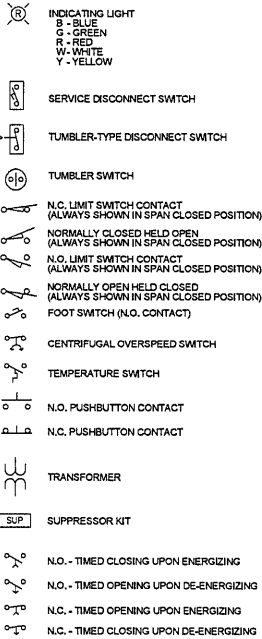 R
INDICATING LIGHT
B - BLUE
G - GREEN
R - RED
W- WHITE
Y - YELLOW
SERVICE DISCONNECT SWITCH
TUMBLER-TYPE DISCONNECT SWITCH
TUMBLER SWITCH
N.C. LIMIT SWITCH CONTACT
(ALWAYS SHOWN IN SPAN CLOSED POSITION)
NORMALLY CLOSED HELD OPEN
(ALWAYS SHOWN IN SPAN CLOSED POSITION)
N.O. LIMIT SWITCH CONTACT
(ALWAYS SHOWN IN SPAN CLOSED POSITION)
NORMALLY OPEN HELD CLOSED
(ALWAYS SHOWN IN SPAN CLOSED POSITION)
FOOT SWITCH (N.O. CONTACT)
CENTRIFUGAL OVERSPEED SWITCH
TEMPERATURE SWITCH
N.O. PUSHBUTTON CONTACT
N.C. PUSHBUTTON CONTACT
TRANSFORMER
SUP SUPPRESSOR KIT
N.O. - TIMED CLOSING UPON ENERGIZING
N.O. - TIMED OPENING UPON DE-ENERGIZING
N.C. - TIMED OPENING UPON ENERGIZING
N.C. - TIMED CLOSING UPON DE-ENERGIZING